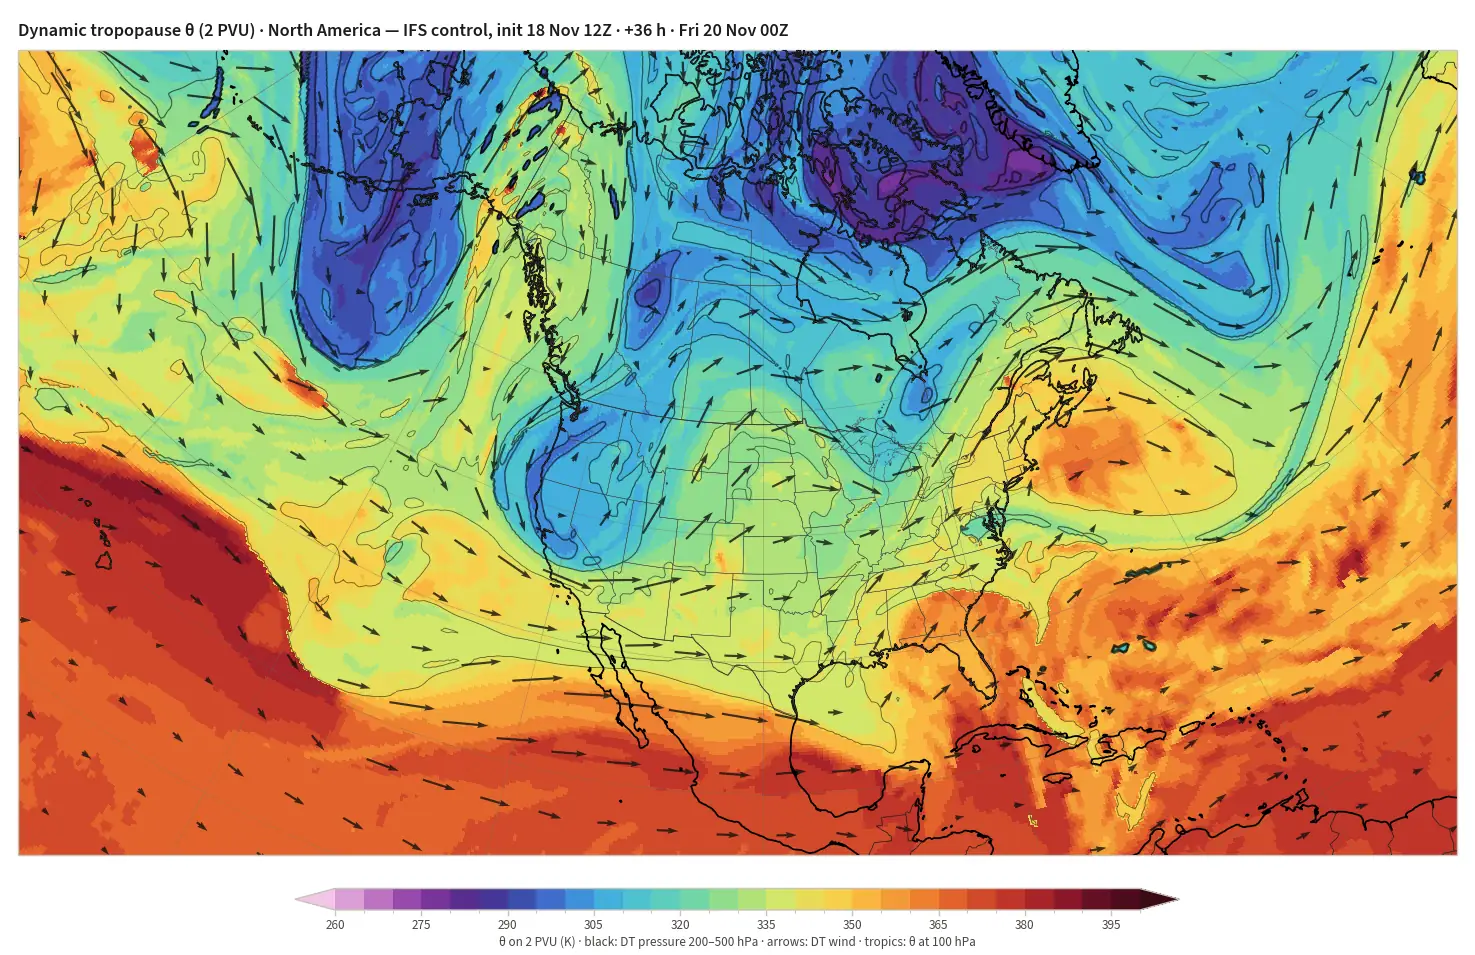 Dynamic tropopause θ (2 PVU) · North America — IFS control, init 18 Nov 12Z · +36 h · Fri 20 Nov 00Z
260 275 290 305 320 335 350 365 380 395
θ on 2 PVU (K) · black: DT pressure 200–500 hPa · arrows: DT wind · tropics: θ at 100 hPa